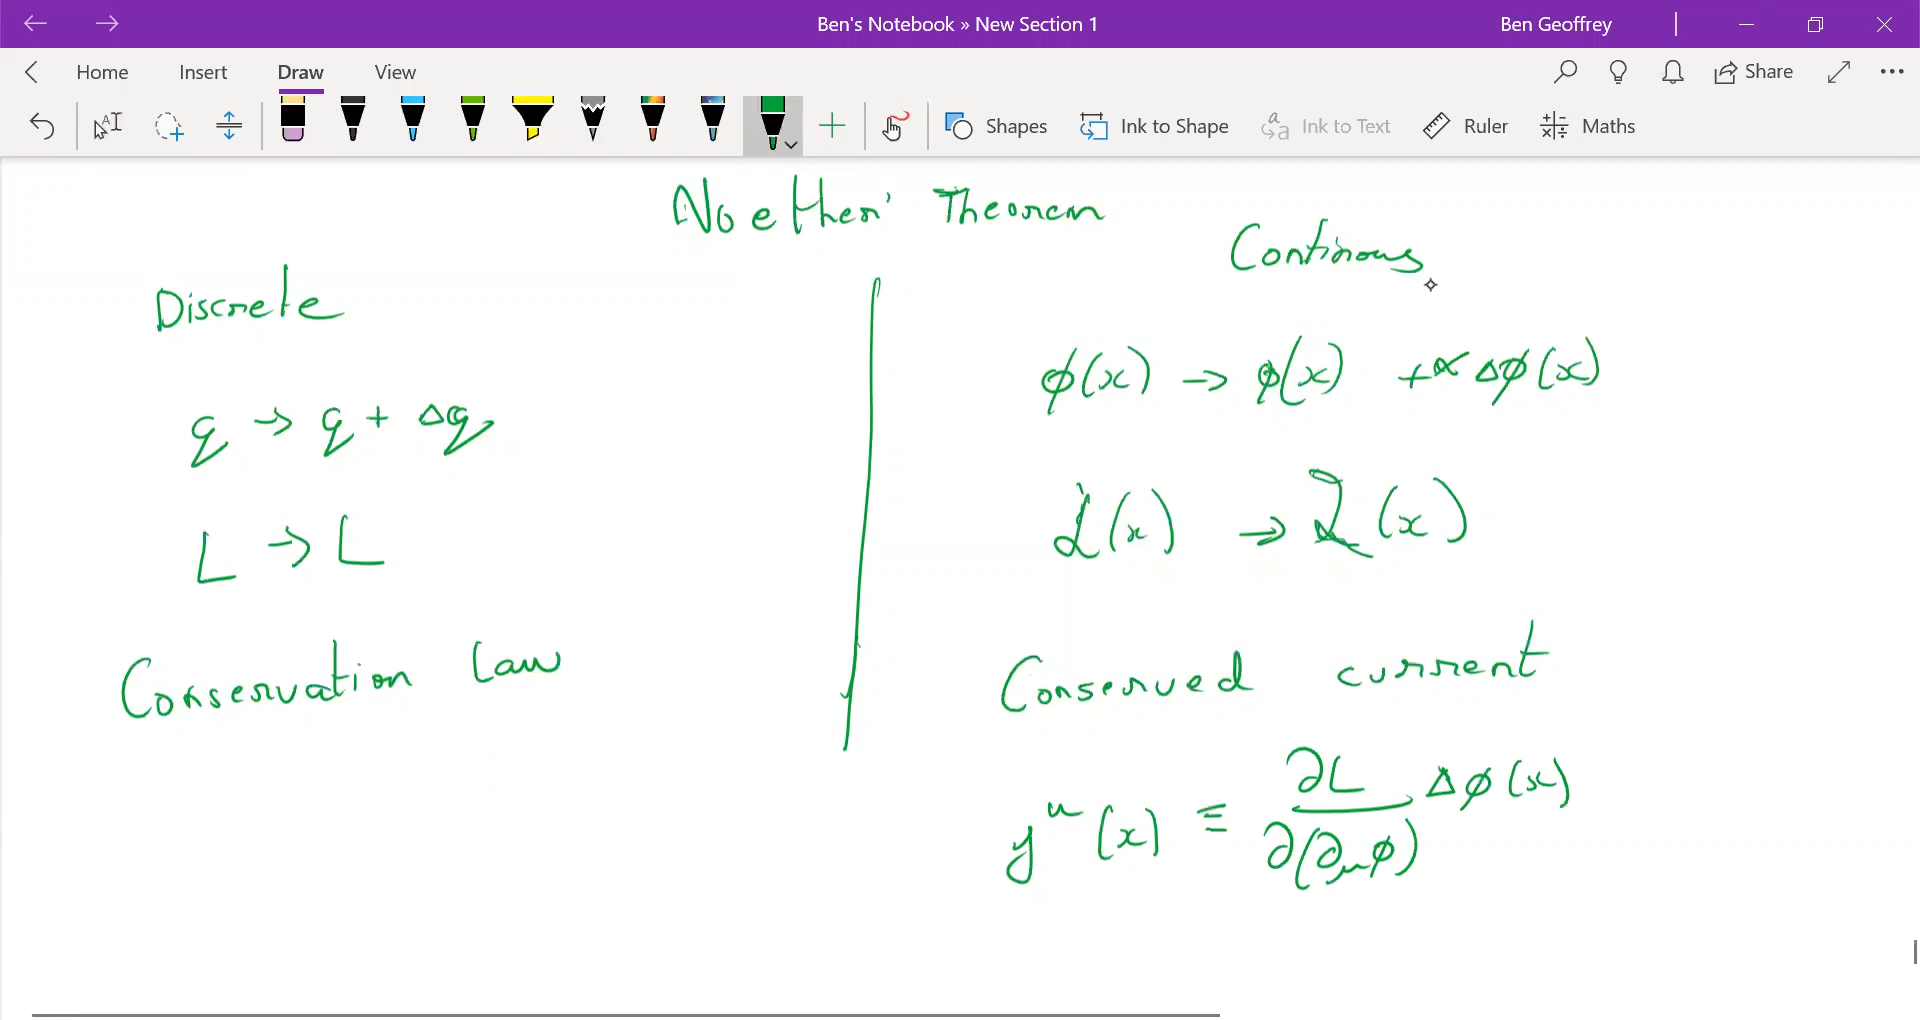 Ben's Notebook » New Section 1
Ben Geoffrey
Home Insert Draw View
Share
Shapes Ink to Shape Ink to Text Ruler Maths
Noether' Theorem
Discrete
q → q + Δq
L → L
Conservation law
Continous
ϕ(x) → ϕ(x) + α Δϕ(x)
ℒ(x) → ℒ(x)
Conserved current
J^μ (x) ≡ ∂L / ∂(∂_μ ϕ) Δϕ(x)